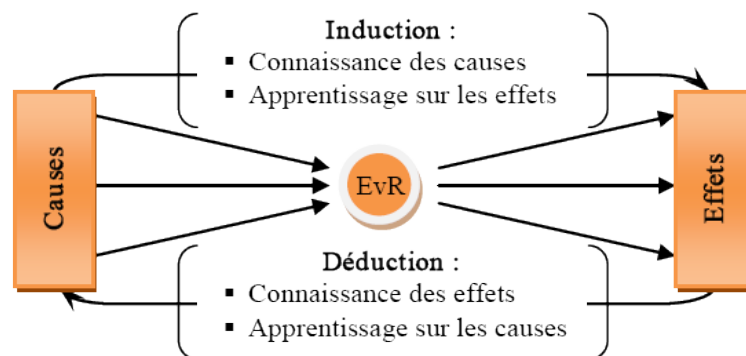 Induction :
▪ Connaissance des causes
▪ Apprentissage sur les effets
Causes
EvR
Effets
Déduction :
▪ Connaissance des effets
▪ Apprentissage sur les causes